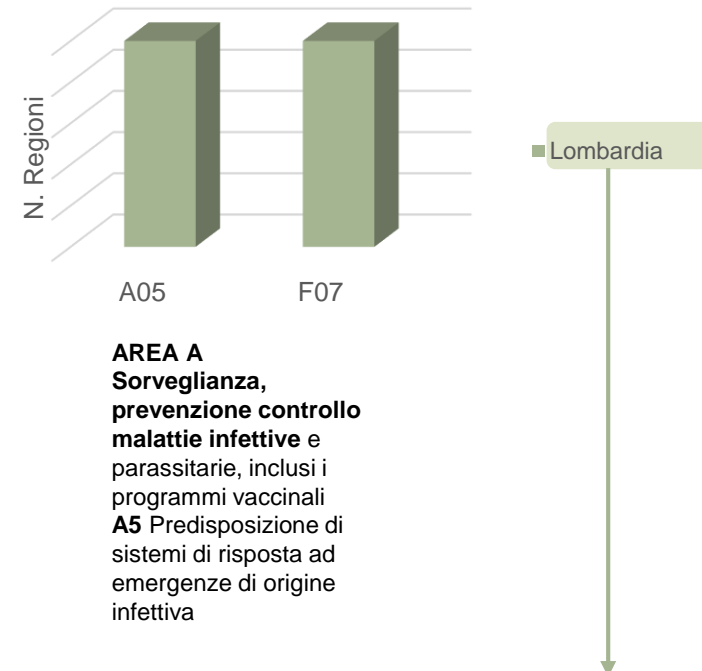 N. Regioni
Lombardia
A05 F07
AREA A
Sorveglianza,
prevenzione controllo
malattie infettive e
parassitarie, inclusi i
programmi vaccinali
A5 Predisposizione di
sistemi di risposta ad
emergenze di origine
infettiva